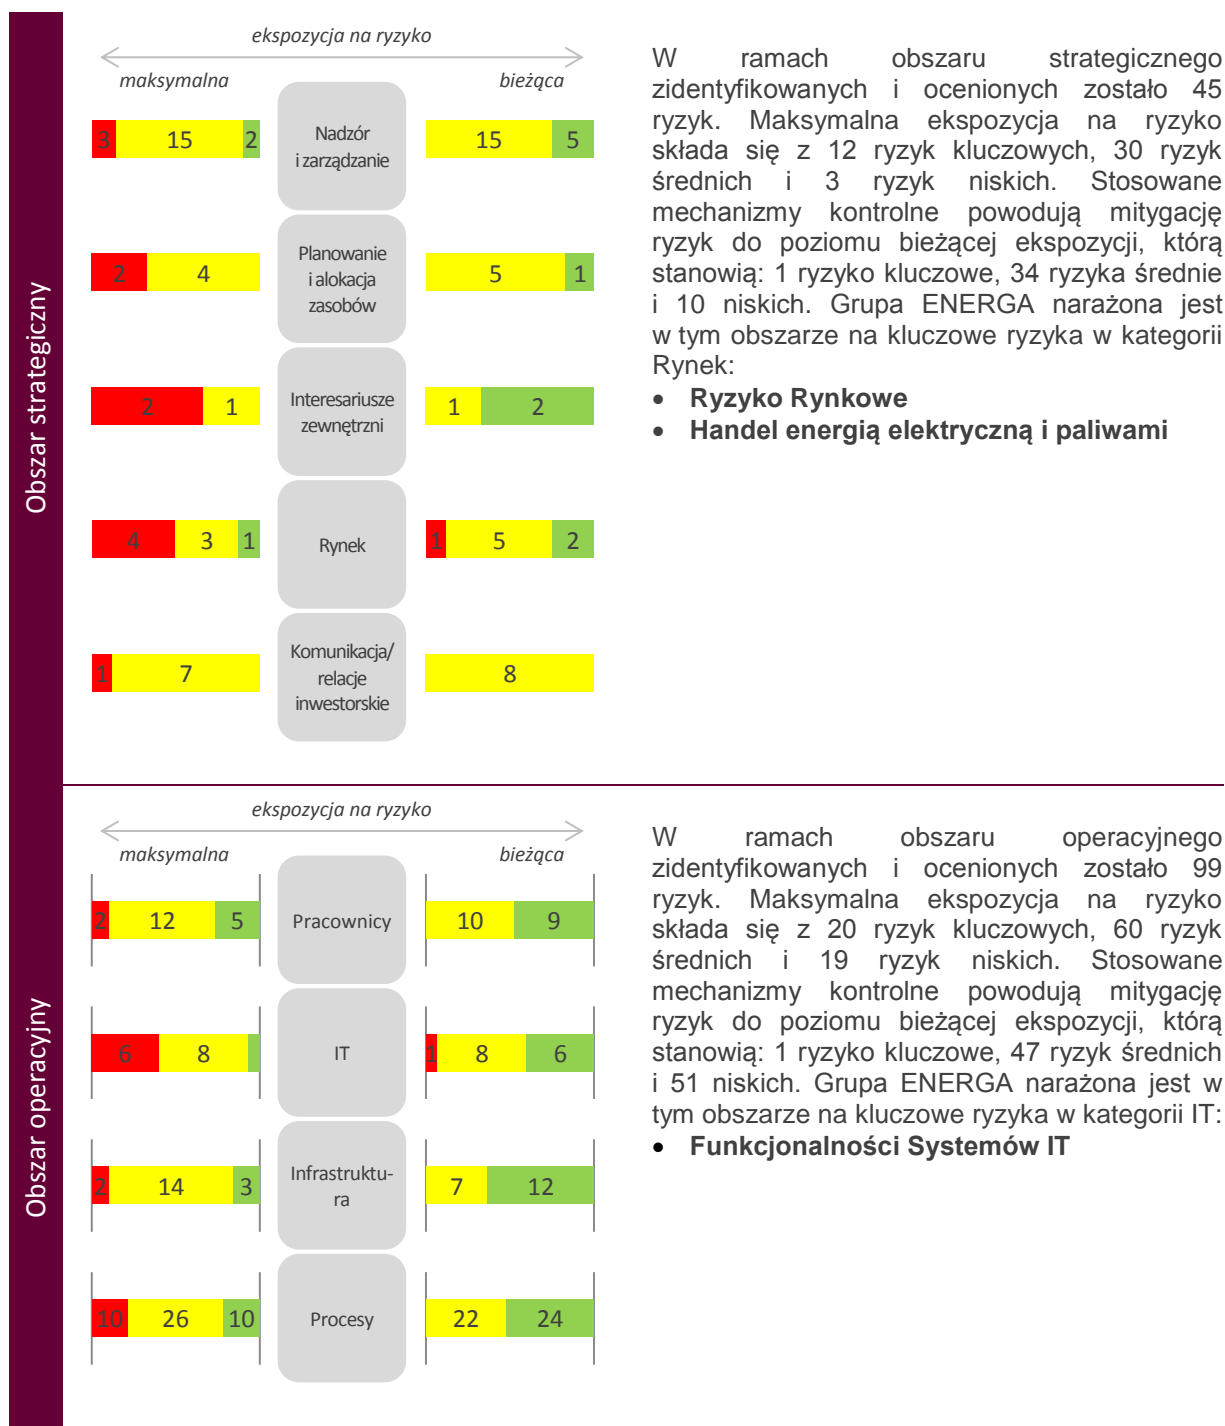 Obszar strategiczny
ekspozycja na ryzyko
maksymalna
bieżąca
3 15 2
Nadzór
i zarządzanie
15 5
2 4
Planowanie
i alokacja
zasobów
5 1
2 1
Interesariusze
zewnętrzni
1 2
4 3 1
Rynek
1 5 2
1 7
Komunikacja/
relacje
inwestorskie
8
W ramach obszaru strategicznego
zidentyfikowanych i ocenionych zostało 45
ryzyk. Maksymalna ekspozycja na ryzyko
składa się z 12 ryzyk kluczowych, 30 ryzyk
średnich i 3 ryzyk niskich. Stosowane
mechanizmy kontrolne powodują mitygację
ryzyk do poziomu bieżącej ekspozycji, którą
stanowią: 1 ryzyko kluczowe, 34 ryzyka średnie
i 10 niskich. Grupa ENERGA narażona jest
w tym obszarze na kluczowe ryzyka w kategorii
Rynek:
• Ryzyko Rynkowe
• Handel energią elektryczną i paliwami
Obszar operacyjny
ekspozycja na ryzyko
maksymalna
bieżąca
2 12 5
Pracownicy
10 9
6 8
IT
1 8 6
2 14 3
Infrastruktu-
ra
7 12
10 26 10
Procesy
22 24
W ramach obszaru operacyjnego
zidentyfikowanych i ocenionych zostało 99
ryzyk. Maksymalna ekspozycja na ryzyko
składa się z 20 ryzyk kluczowych, 60 ryzyk
średnich i 19 ryzyk niskich. Stosowane
mechanizmy kontrolne powodują mitygację
ryzyk do poziomu bieżącej ekspozycji, którą
stanowią: 1 ryzyko kluczowe, 47 ryzyk średnich
i 51 niskich. Grupa ENERGA narażona jest w
tym obszarze na kluczowe ryzyka w kategorii IT:
• Funkcjonalności Systemów IT